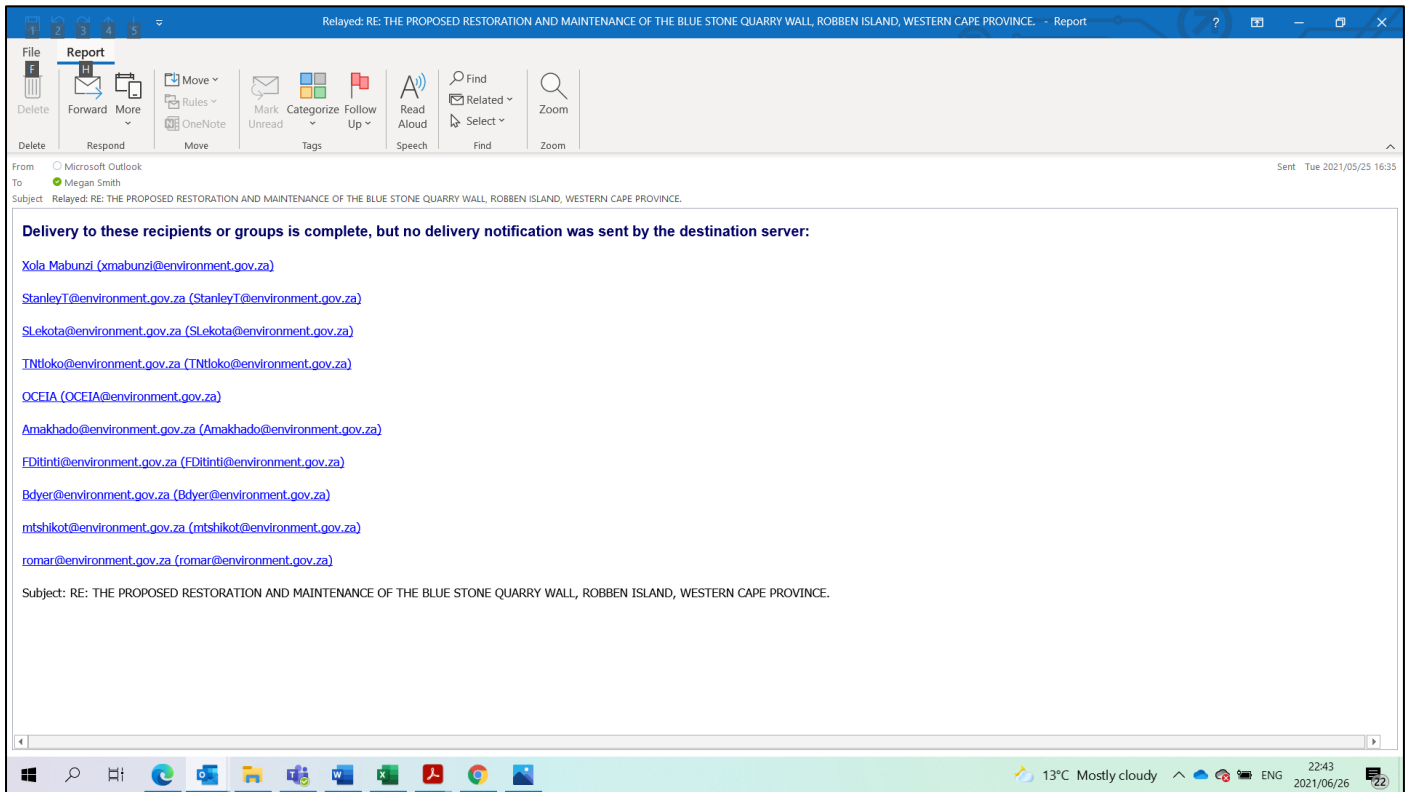 1 2 3 4 5
Relayed: RE: THE PROPOSED RESTORATION AND MAINTENANCE OF THE BLUE STONE QUARRY WALL, ROBBEN ISLAND, WESTERN CAPE PROVINCE. - Report ?
File Report
F H
Move
Rules
OneNote
Find
Related
Select
Delete Forward More Mark Unread Categorize Follow Up Read Aloud Zoom
Delete Respond Move Tags Speech Find Zoom
From Microsoft Outlook Sent Tue 2021/05/25 16:35
To Megan Smith
Subject Relayed: RE: THE PROPOSED RESTORATION AND MAINTENANCE OF THE BLUE STONE QUARRY WALL, ROBBEN ISLAND, WESTERN CAPE PROVINCE.
Delivery to these recipients or groups is complete, but no delivery notification was sent by the destination server:
Xola Mabunzi (xmabunzi@environment.gov.za)
StanleyT@environment.gov.za (StanleyT@environment.gov.za)
SLekota@environment.gov.za (SLekota@environment.gov.za)
TNtloko@environment.gov.za (TNtloko@environment.gov.za)
OCEIA (OCEIA@environment.gov.za)
Amakhado@environment.gov.za (Amakhado@environment.gov.za)
FDitinti@environment.gov.za (FDitinti@environment.gov.za)
Bdyer@environment.gov.za (Bdyer@environment.gov.za)
mtshikot@environment.gov.za (mtshikot@environment.gov.za)
romar@environment.gov.za (romar@environment.gov.za)
Subject: RE: THE PROPOSED RESTORATION AND MAINTENANCE OF THE BLUE STONE QUARRY WALL, ROBBEN ISLAND, WESTERN CAPE PROVINCE.
13°C Mostly cloudy ENG 22:43
2021/06/26 22